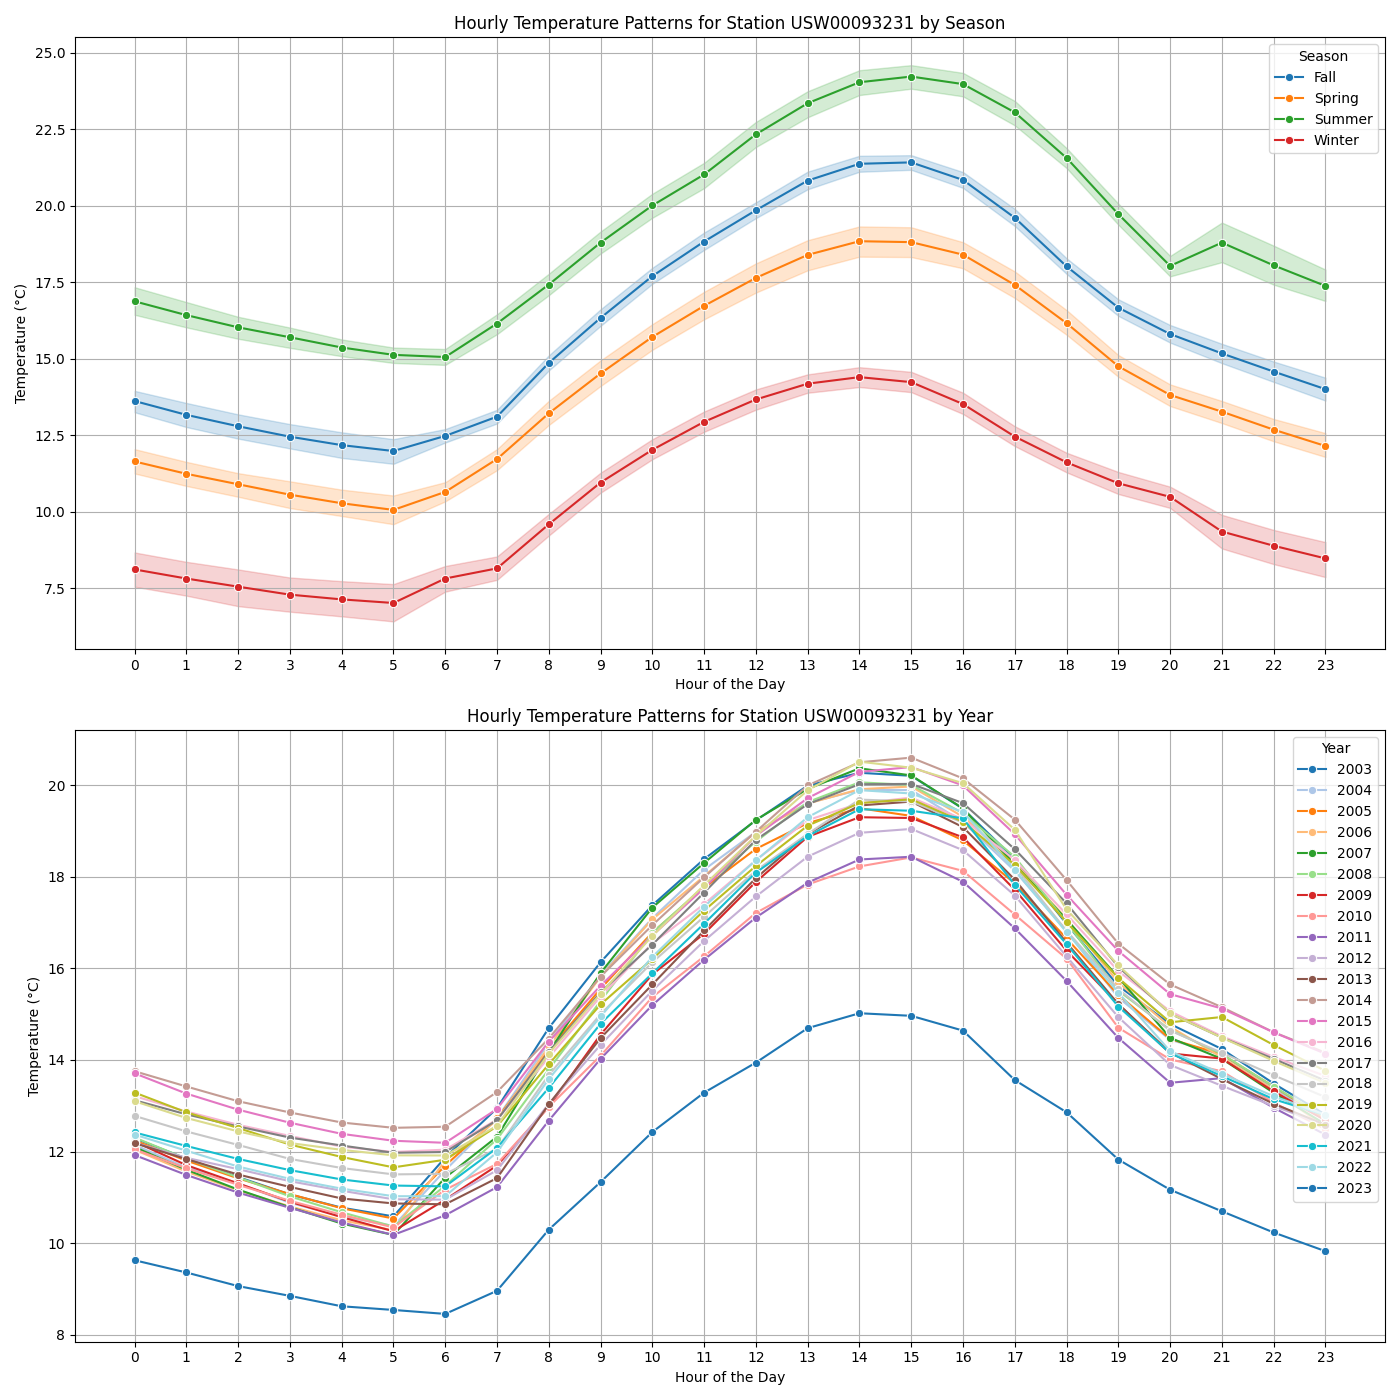 Hourly Temperature Patterns for Station USW00093231 by Season
25.0
22.5
20.0
17.5
15.0
12.5
10.0
7.5
Temperature (°C)
Season
Fall
Spring
Summer
Winter
0 1 2 3 4 5 6 7 8 9 10 11 12 13 14 15 16 17 18 19 20 21 22 23
Hour of the Day
Hourly Temperature Patterns for Station USW00093231 by Year
20
18
16
14
12
10
8
Temperature (°C)
Year
2003
2004
2005
2006
2007
2008
2009
2010
2011
2012
2013
2014
2015
2016
2017
2018
2019
2020
2021
2022
2023
0 1 2 3 4 5 6 7 8 9 10 11 12 13 14 15 16 17 18 19 20 21 22 23
Hour of the Day